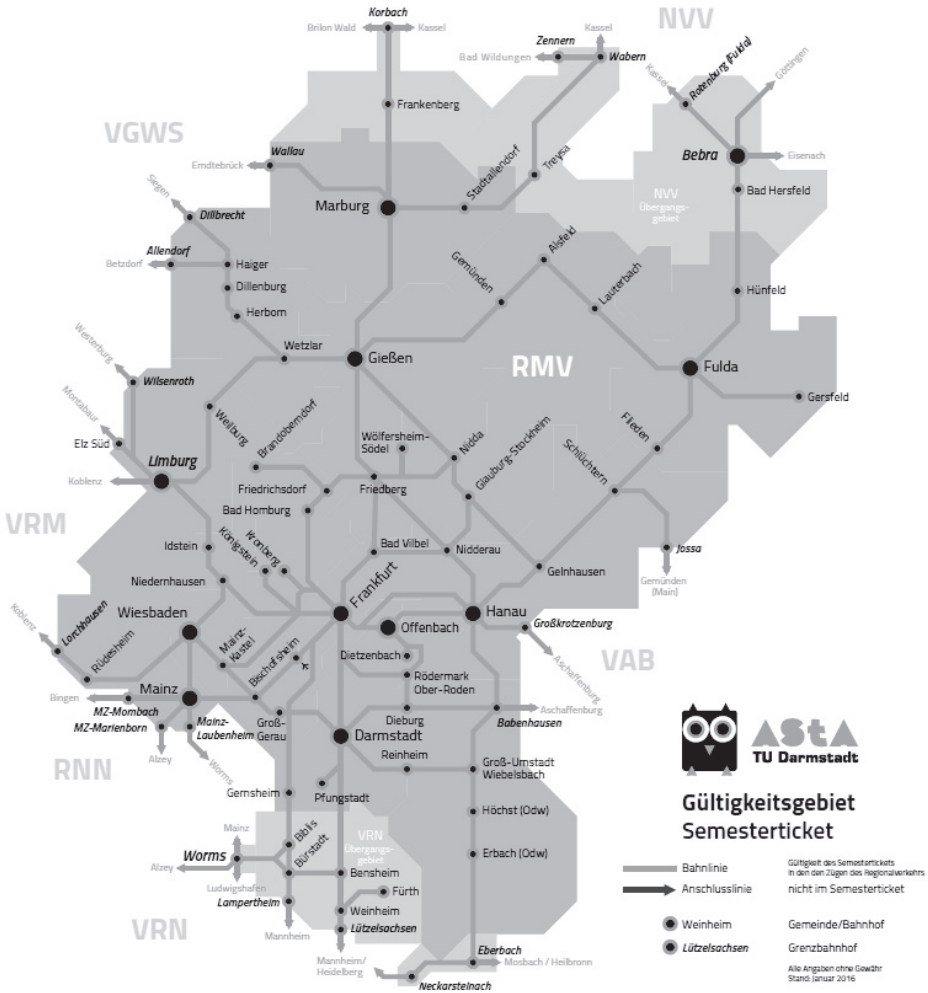 Korbach
Brilon Wald
Kassel
NVV
Zennern
Kassel
Bad Wildungen
Wabern
Kassel
Rotenburg (Fulda)
Göttingen
Frankenberg
VGWS
Wallau
Erndtebrück
Stadtallendorf
Treysa
Bebra
Eisenach
NVV
Übergangs-
gebiet
Bad Hersfeld
Marburg
Siegen
Dillbrecht
Allendorf
Betzdorf
Haiger
Dillenburg
Herborn
Gemünden
Alsfeld
Lauterbach
Hünfeld
Wetzlar
Gießen
RMV
Fulda
Westerburg
Wilsenroth
Gersfeld
Montabaur
Weilburg
Elz Süd
Brandoberndorf
Wölfersheim-
Södel
Nidda
Glauburg-Stockheim
Flieden
Schlüchtern
Limburg
Koblenz
Friedrichsdorf
Friedberg
Bad Homburg
VRM
Idstein
Königstein
Kronberg
Bad Vilbel
Nidderau
Jossa
Niedernhausen
Gelnhausen
Gemünden
(Main)
Wiesbaden
Frankfurt
Hanau
Koblenz
Lorchhausen
Offenbach
Großkrotzenburg
Rüdesheim
Mainz-
Kastel
Bischofsheim
Dietzenbach
VAB
Aschaffenburg
Rödermark
Ober-Roden
Mainz
Bingen
MZ-Mombach
MZ-Marienborn
Mainz-
Laubenheim
Groß-
Gerau
Dieburg
Babenhausen
Aschaffenburg
Darmstadt
Alzey
Worms
RNN
Reinheim
Groß-Umstadt
Wiebelsbach
Gernsheim
Pfungstadt
Höchst (Odw)
Mainz
Biblis
VRN
Übergangs-
gebiet
Worms
Alzey
Bürstadt
Erbach (Odw)
Bensheim
Ludwigshafen
Lampertheim
Fürth
Weinheim
VRN
Mannheim
Lützelsachsen
Mannheim/
Heidelberg
Eberbach
Mosbach / Heilbronn
Neckarsteinach
AStA
TU Darmstadt
Gültigkeitsgebiet
Semesterticket
Bahnlinie
Gültigkeit des Semestertickets
in den den Zügen des Regionalverkehrs
Anschlusslinie
nicht im Semesterticket
Weinheim
Gemeinde/Bahnhof
Lützelsachsen
Grenzbahnhof
Alle Angaben ohne Gewähr
Stand: Januar 2016